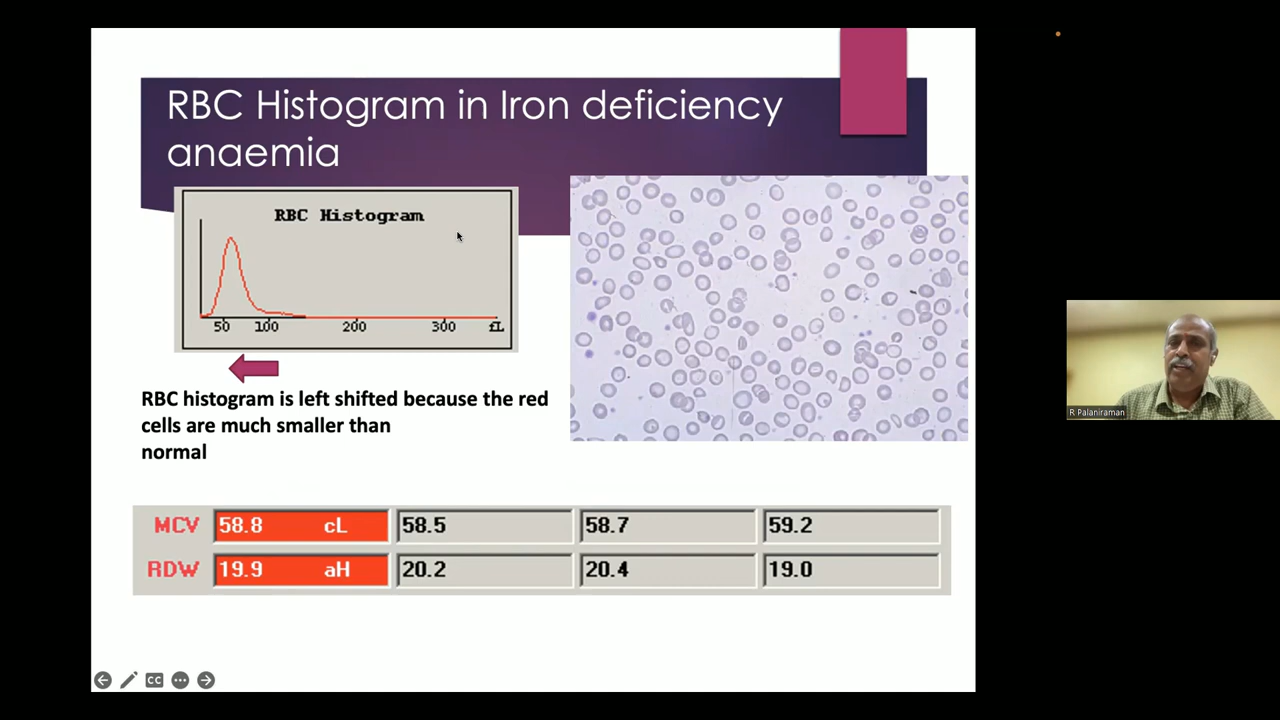 RBC Histogram in Iron deficiency
anaemia
RBC Histogram
50 100 200 300 fL
RBC histogram is left shifted because the red
cells are much smaller than
normal
MCV 58.8 cL 58.5 58.7 59.2
RDW 19.9 aH 20.2 20.4 19.0
CC
R Palaniraman